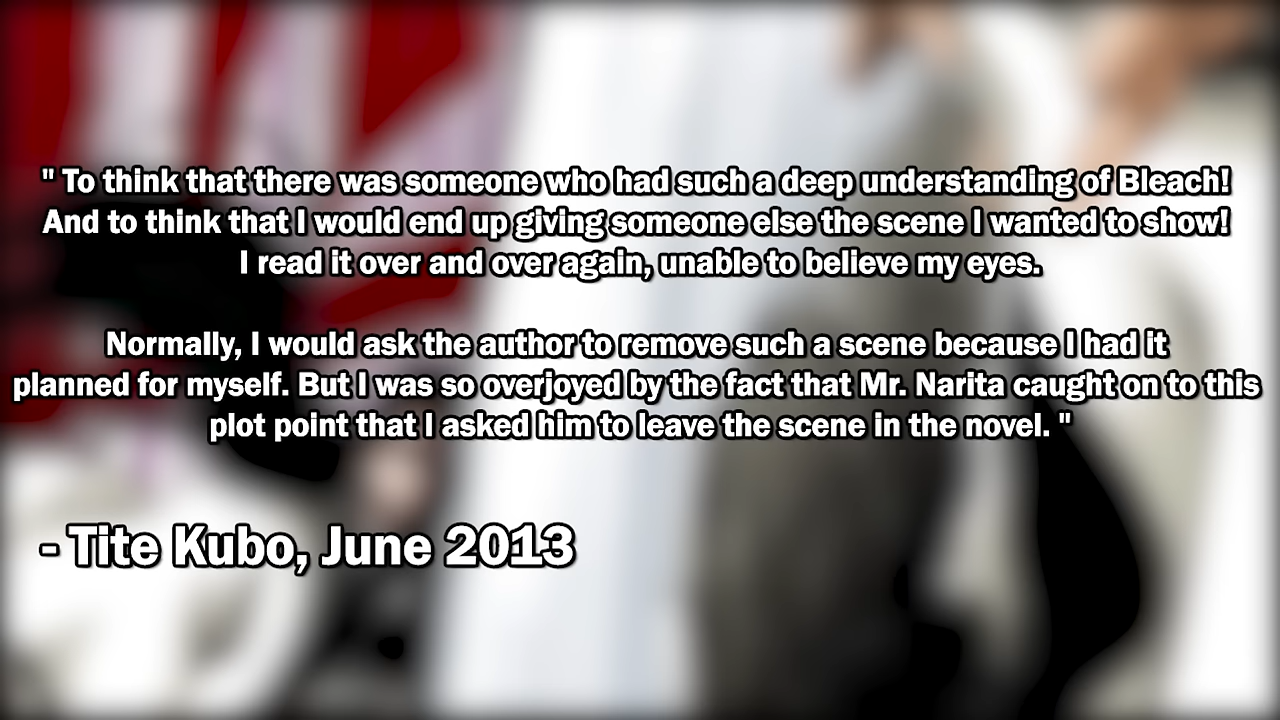 " To think that there was someone who had such a deep understanding of Bleach!
And to think that I would end up giving someone else the scene I wanted to show!
I read it over and over again, unable to believe my eyes.
Normally, I would ask the author to remove such a scene because I had it
planned for myself. But I was so overjoyed by the fact that Mr. Narita caught on to this
plot point that I asked him to leave the scene in the novel. "
- Tite Kubo, June 2013